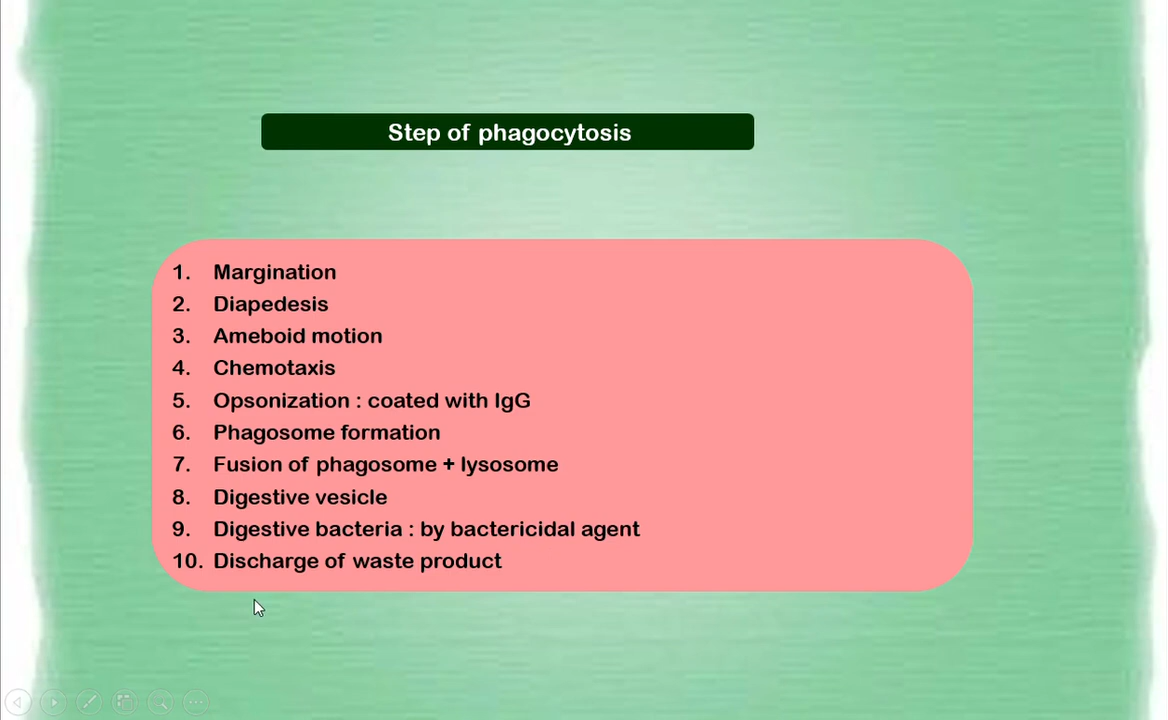 Step of phagocytosis
1. Margination
2. Diapedesis
3. Ameboid motion
4. Chemotaxis
5. Opsonization : coated with IgG
6. Phagosome formation
7. Fusion of phagosome + lysosome
8. Digestive vesicle
9. Digestive bacteria : by bactericidal agent
10. Discharge of waste product